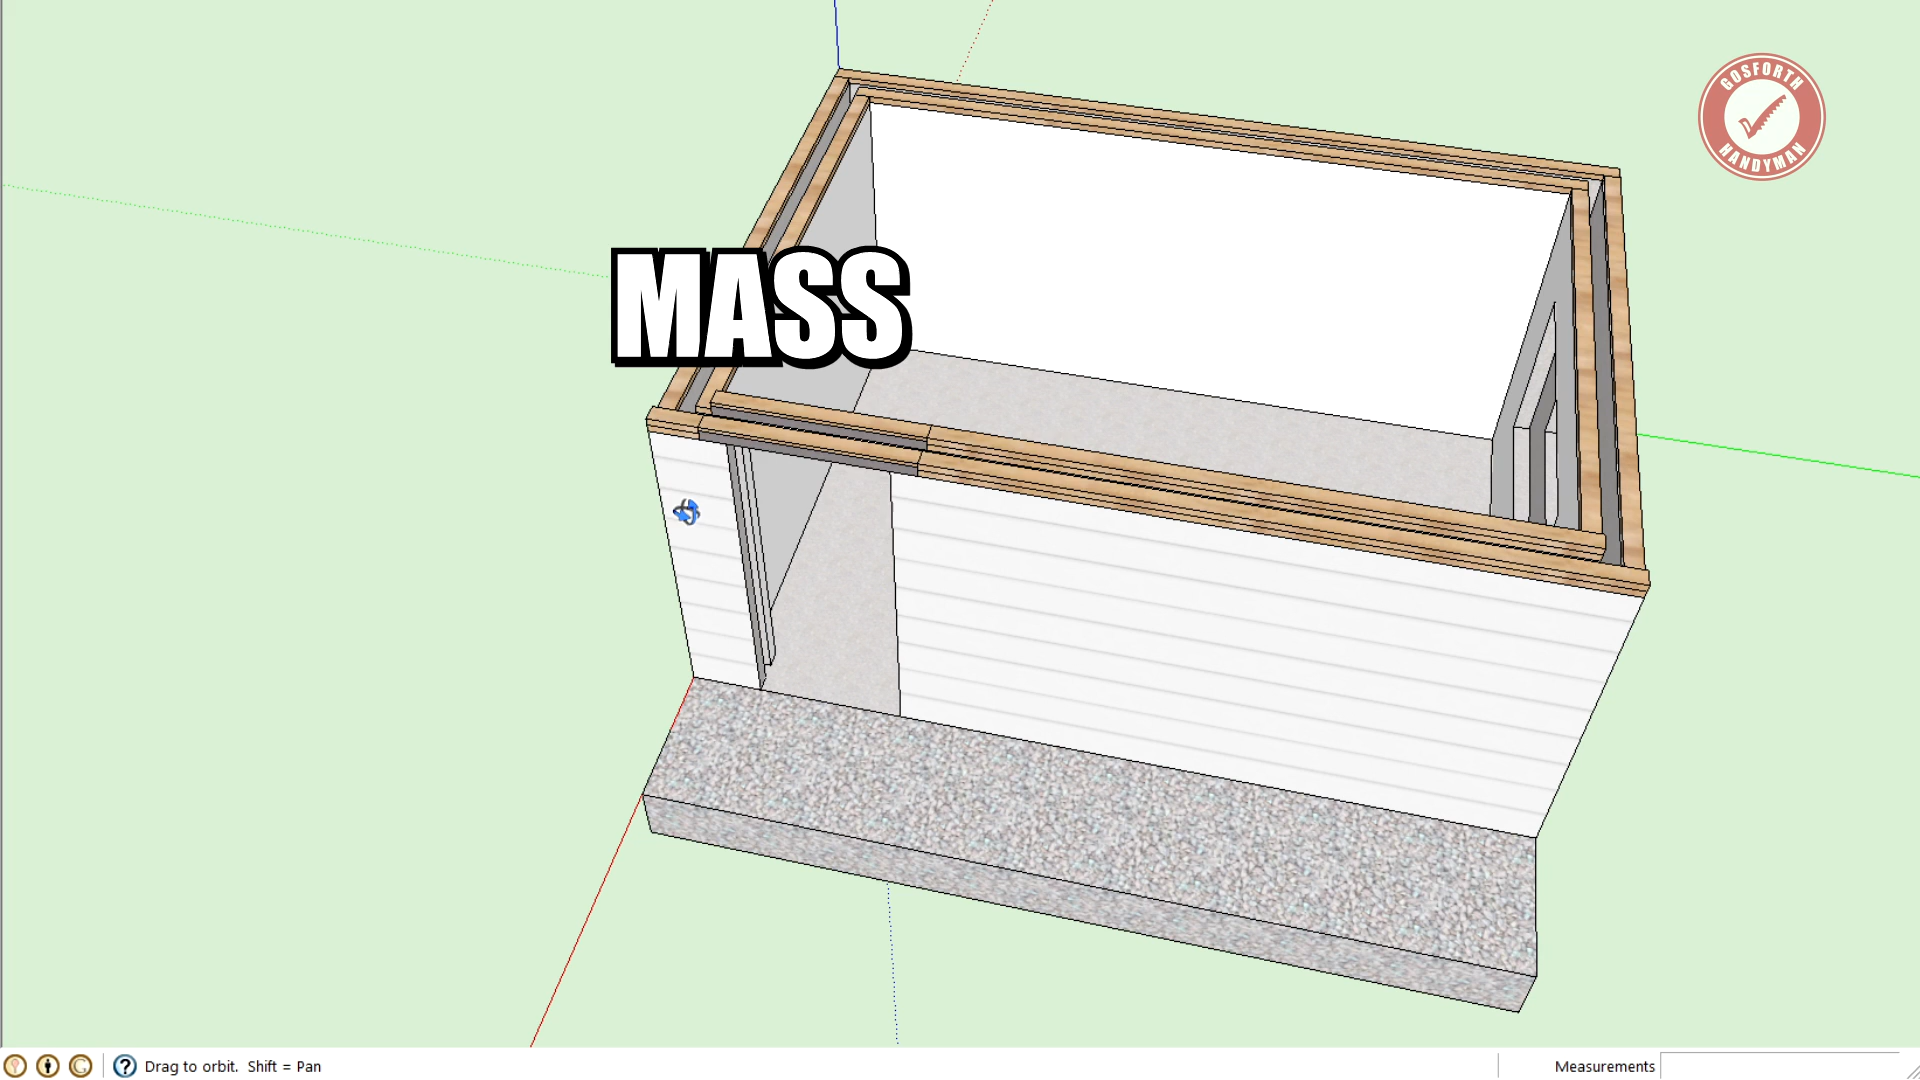 GOSFORTH
HANDYMAN
MASS
Drag to orbit. Shift = Pan
Measurements